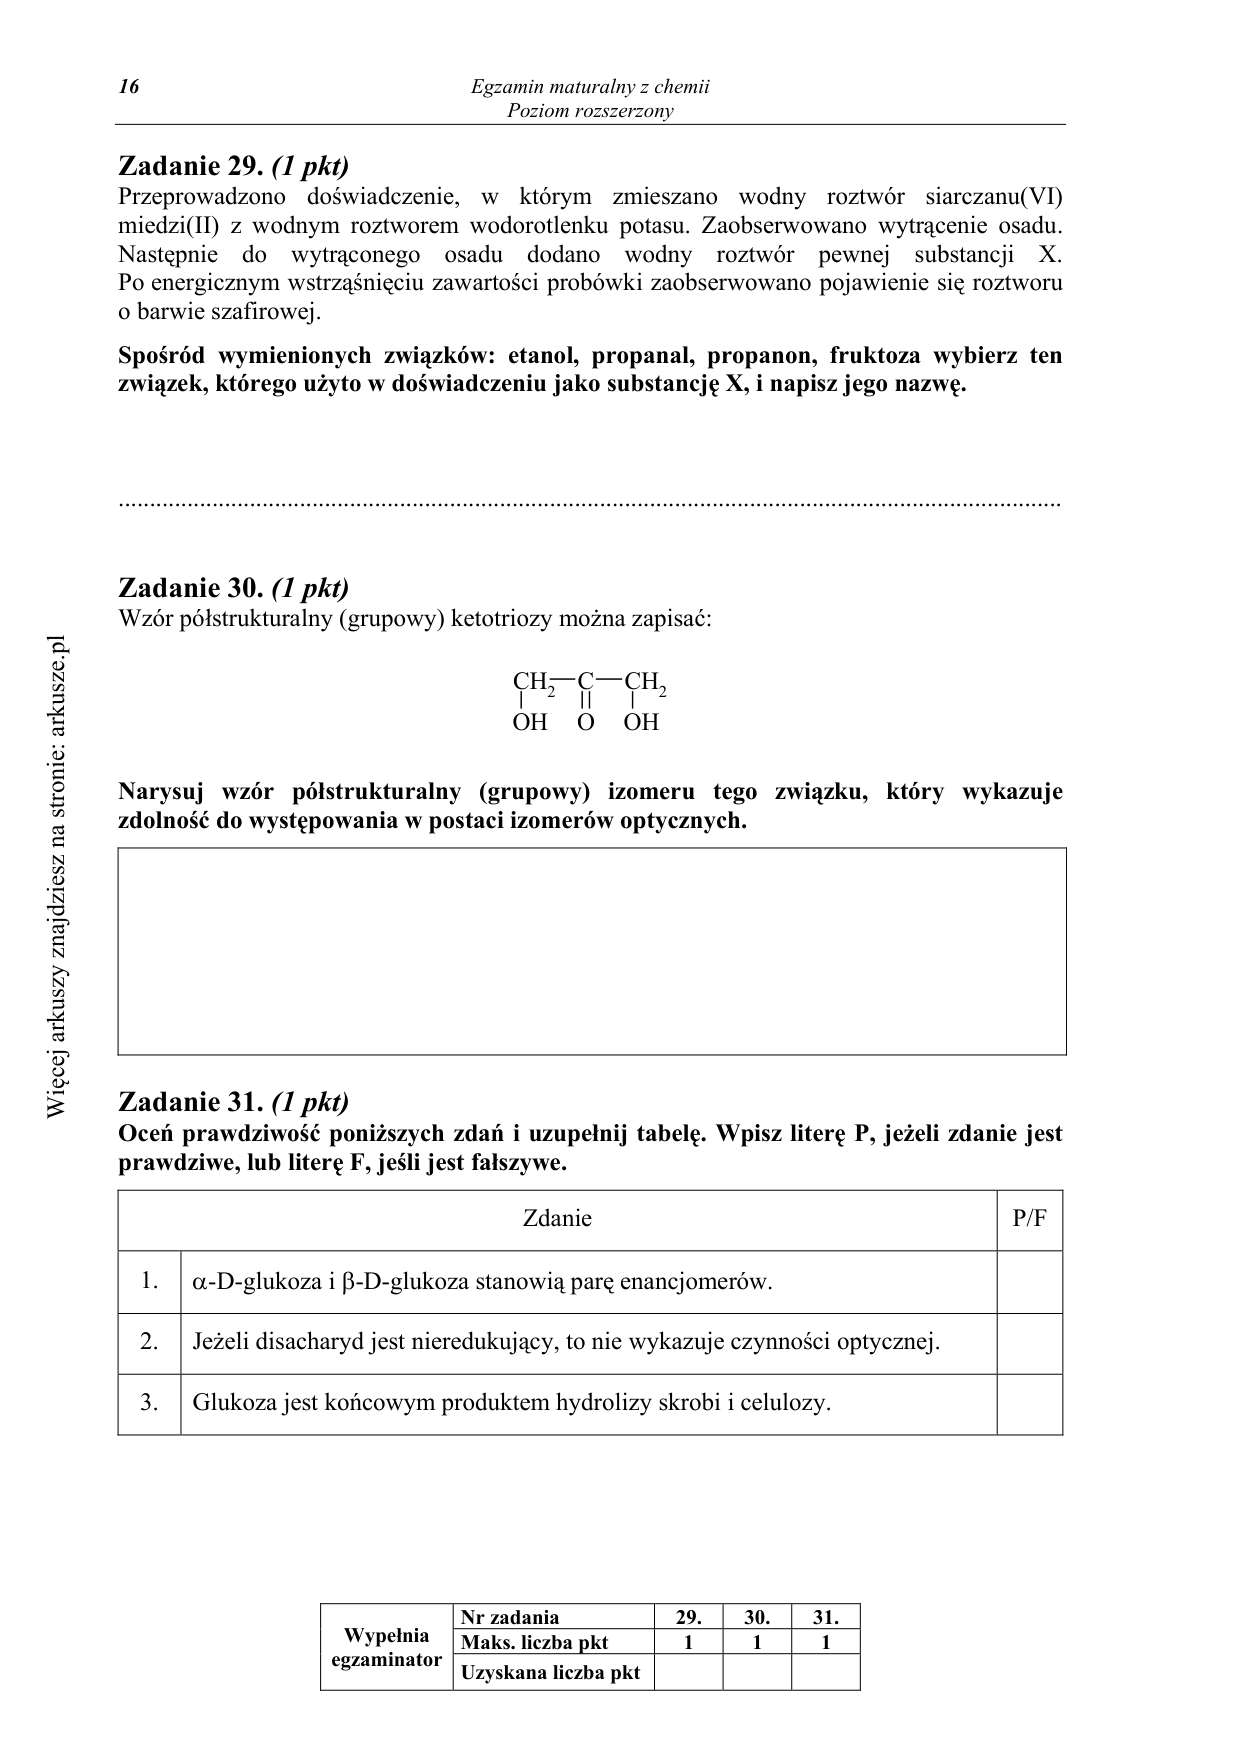 16
Egzamin maturalny z chemii
Poziom rozszerzony
Zadanie 29. (1 pkt)
Przeprowadzono doświadczenie, w którym zmieszano wodny roztwór siarczanu(VI)
miedzi(II) z wodnym roztworem wodorotlenku potasu. Zaobserwowano wytrącenie osadu.
Następnie do wytrąconego osadu dodano wodny roztwór pewnej substancji X.
Po energicznym wstrząśnięciu zawartości probówki zaobserwowano pojawienie się roztworu
o barwie szafirowej.
Spośród wymienionych związków: etanol, propanal, propanon, fruktoza wybierz ten
związek, którego użyto w doświadczeniu jako substancję X, i napisz jego nazwę.
Zadanie 30. (1 pkt)
Wzór półstrukturalny (grupowy) ketotriozy można zapisać:
CH2—C—CH2
OH O OH
Narysuj wzór półstrukturalny (grupowy) izomeru tego związku, który wykazuje
zdolność do występowania w postaci izomerów optycznych.
Zadanie 31. (1 pkt)
Oceń prawdziwość poniższych zdań i uzupełnij tabelę. Wpisz literę P, jeżeli zdanie jest
prawdziwe, lub literę F, jeśli jest fałszywe.
Zdanie P/F
1. α-D-glukoza i β-D-glukoza stanowią parę enancjomerów.
2. Jeżeli disacharyd jest nieredukujący, to nie wykazuje czynności optycznej.
3. Glukoza jest końcowym produktem hydrolizy skrobi i celulozy.
Wypełnia
egzaminator
Nr zadania 29. 30. 31.
Maks. liczba pkt 1 1 1
Uzyskana liczba pkt
Więcej arkuszy znajdziesz na stronie: arkusze.pl